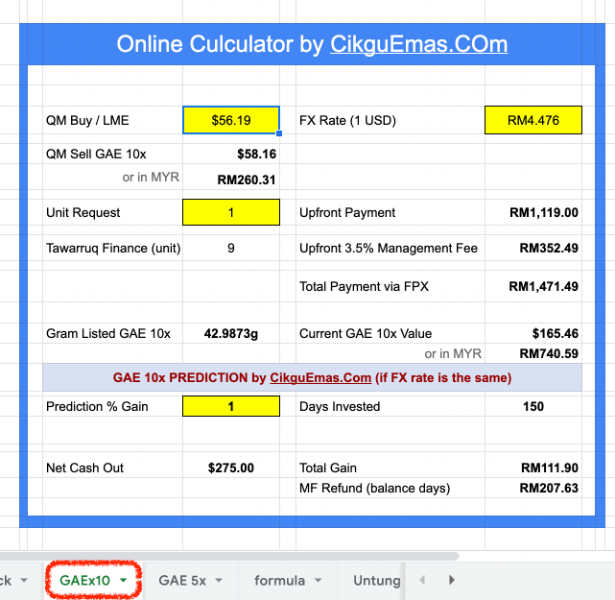 Online Culculator by CikguEmas.COm
QM Buy / LME $56.19 FX Rate (1 USD) RM4.476
QM Sell GAE 10x $58.16
or in MYR RM260.31
Unit Request 1 Upfront Payment RM1,119.00
Tawarruq Finance (unit) 9 Upfront 3.5% Management Fee RM352.49
Total Payment via FPX RM1,471.49
Gram Listed GAE 10x 42.9873g Current GAE 10x Value $165.46
or in MYR RM740.59
GAE 10x PREDICTION by CikguEmas.Com (if FX rate is the same)
Prediction % Gain 1 Days Invested 150
Net Cash Out $275.00 Total Gain RM111.90
MF Refund (balance days) RM207.63
ck GAEx10 GAE 5x formula Untung